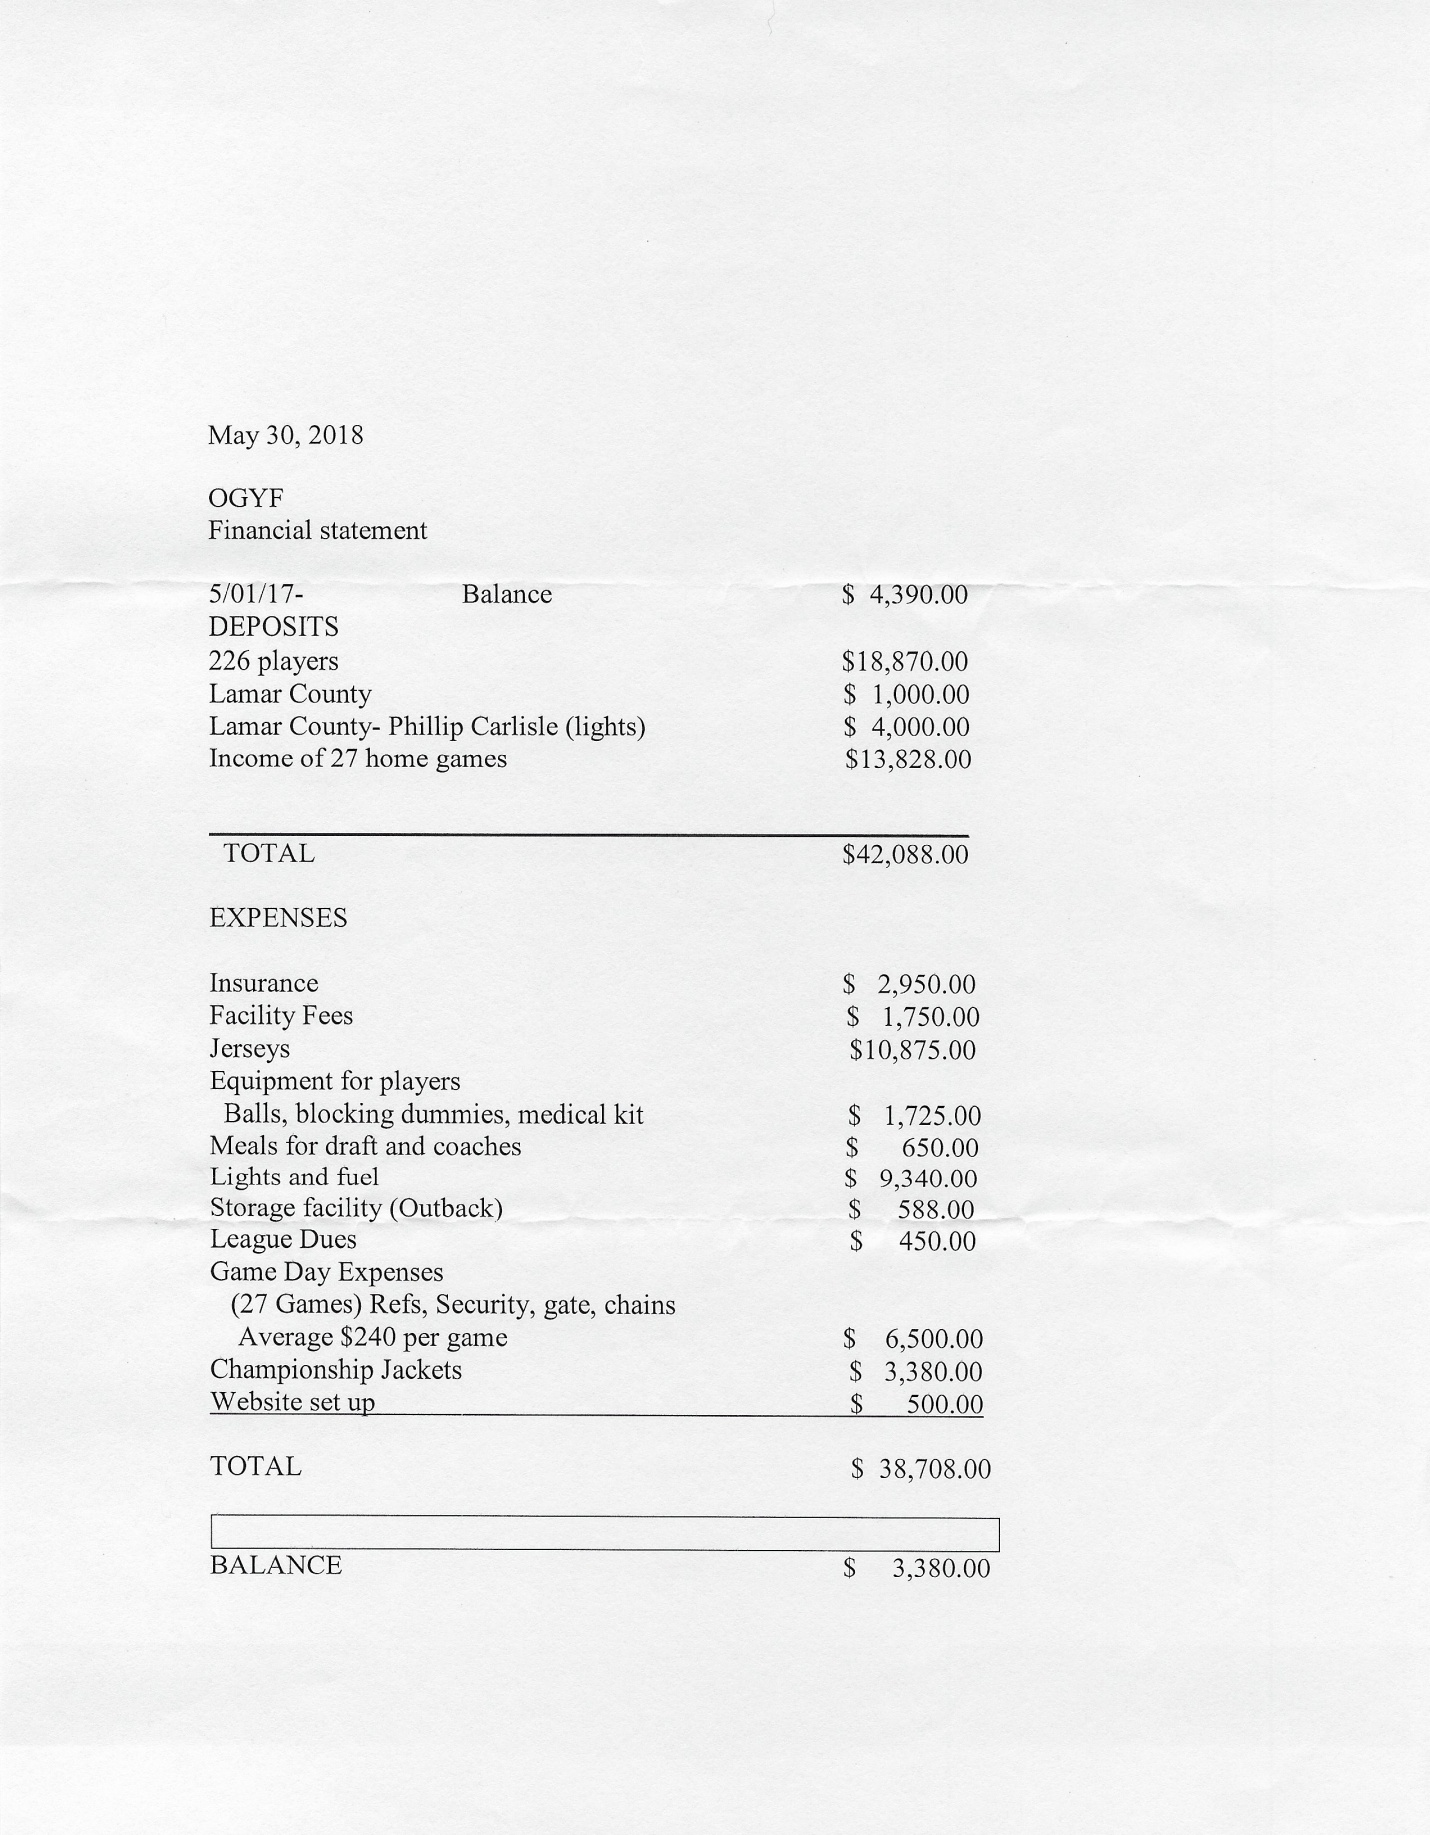 May 30, 2018
OGYF
Financial statement
5/01/17- Balance $ 4,390.00
DEPOSITS
226 players $18,870.00
Lamar County $ 1,000.00
Lamar County- Phillip Carlisle (lights) $ 4,000.00
Income of 27 home games $13,828.00
TOTAL $42,088.00
EXPENSES
Insurance $ 2,950.00
Facility Fees $ 1,750.00
Jerseys $10,875.00
Equipment for players
Balls, blocking dummies, medical kit $ 1,725.00
Meals for draft and coaches $ 650.00
Lights and fuel $ 9,340.00
Storage facility (Outback) $ 588.00
League Dues $ 450.00
Game Day Expenses
(27 Games) Refs, Security, gate, chains
Average $240 per game $ 6,500.00
Championship Jackets $ 3,380.00
Website set up $ 500.00
TOTAL $ 38,708.00
BALANCE $ 3,380.00